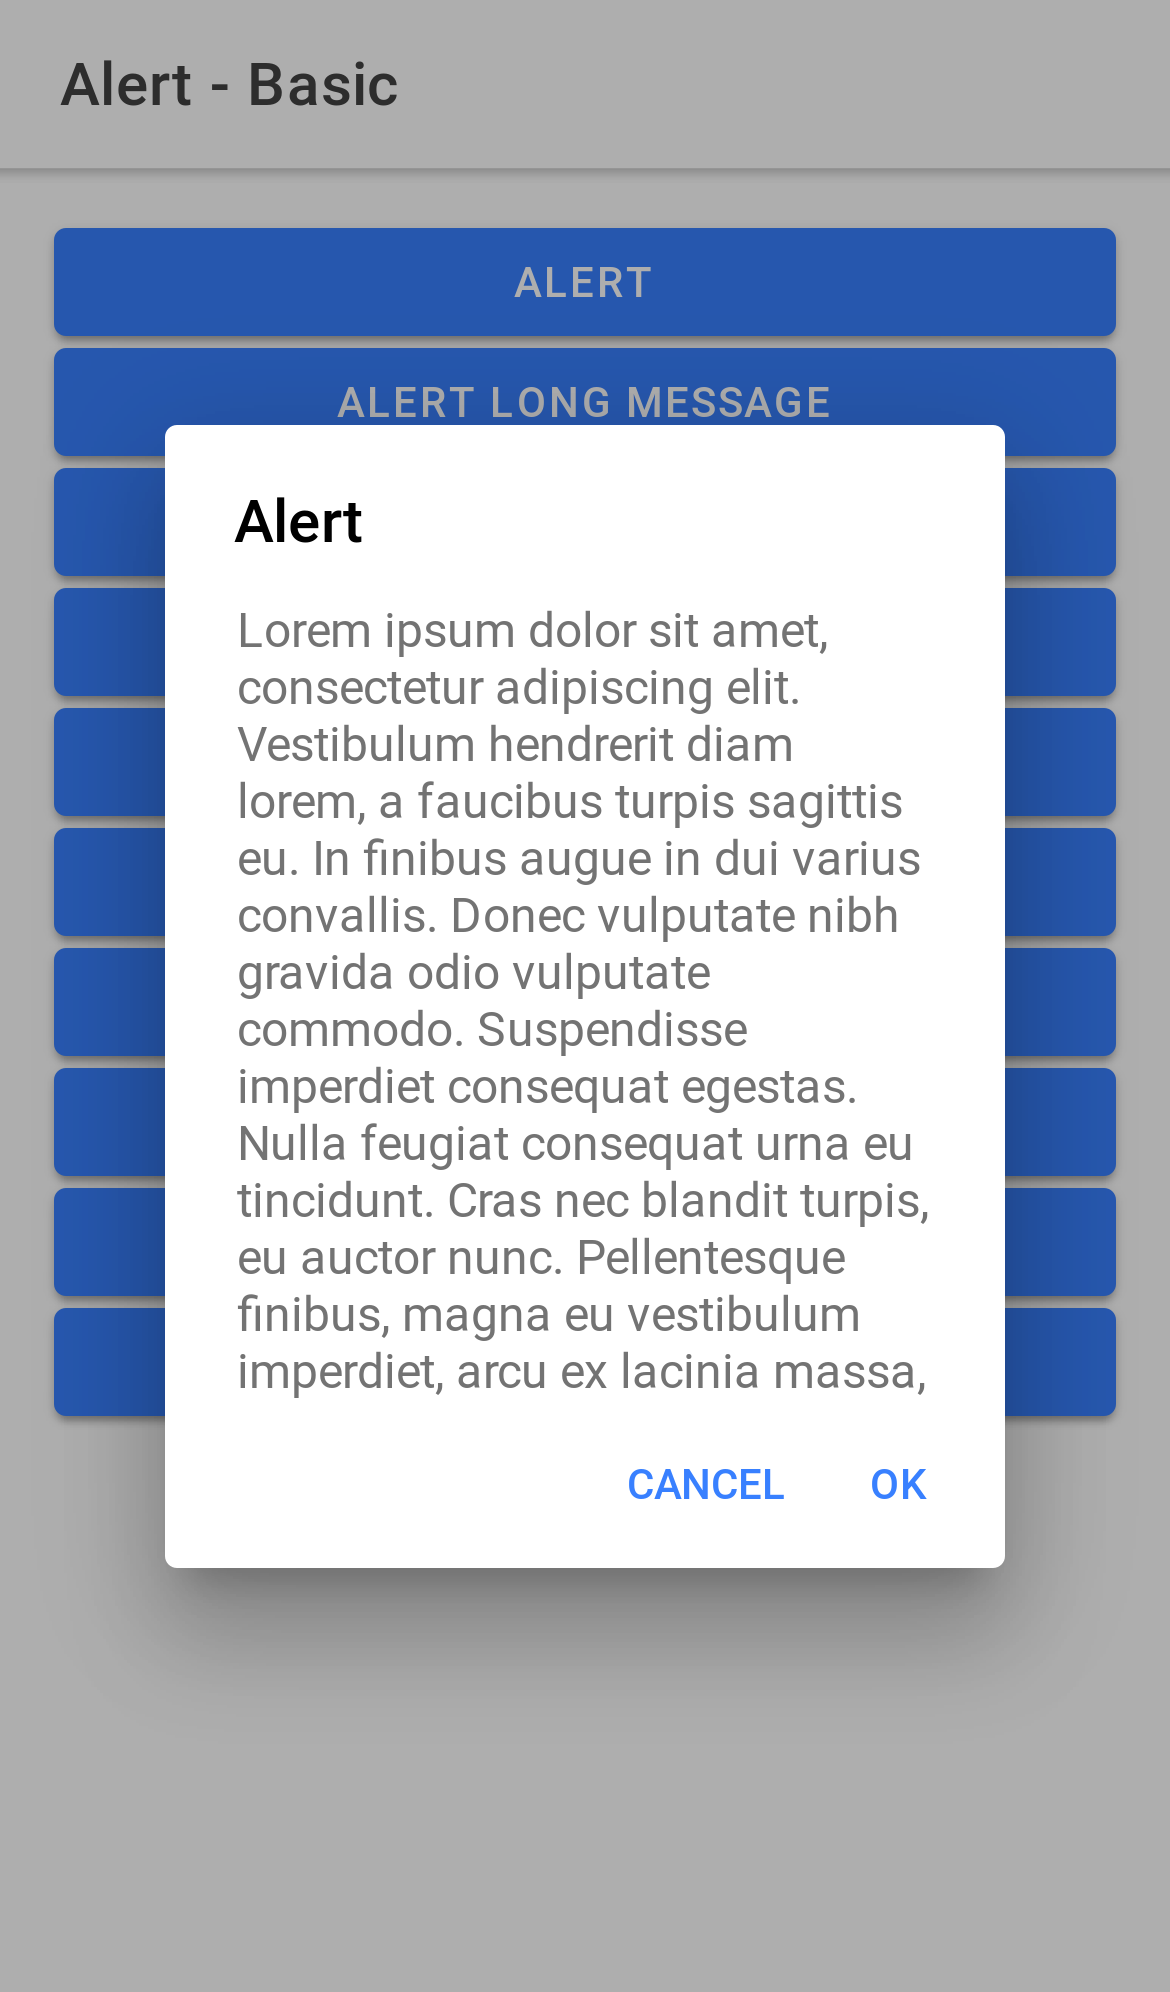 Alert - Basic
ALERT
ALERT LONG MESSAGE
Alert
Lorem ipsum dolor sit amet,
consectetur adipiscing elit.
Vestibulum hendrerit diam
lorem, a faucibus turpis sagittis
eu. In finibus augue in dui varius
convallis. Donec vulputate nibh
gravida odio vulputate
commodo. Suspendisse
imperdiet consequat egestas.
Nulla feugiat consequat urna eu
tincidunt. Cras nec blandit turpis,
eu auctor nunc. Pellentesque
finibus, magna eu vestibulum
imperdiet, arcu ex lacinia massa,
CANCEL OK